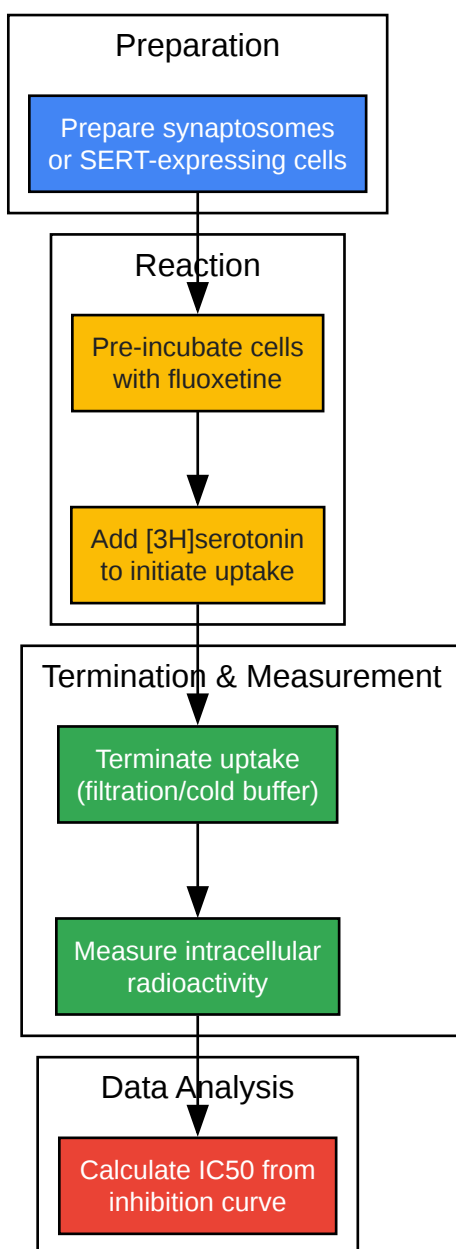 Preparation
Prepare synaptosomes
or SERT-expressing cells
Reaction
Pre-incubate cells
with fluoxetine
Add [3H]serotonin
to initiate uptake
Termination & Measurement
Terminate uptake
(filtration/cold buffer)
Measure intracellular
radioactivity
Data Analysis
Calculate IC50 from
inhibition curve